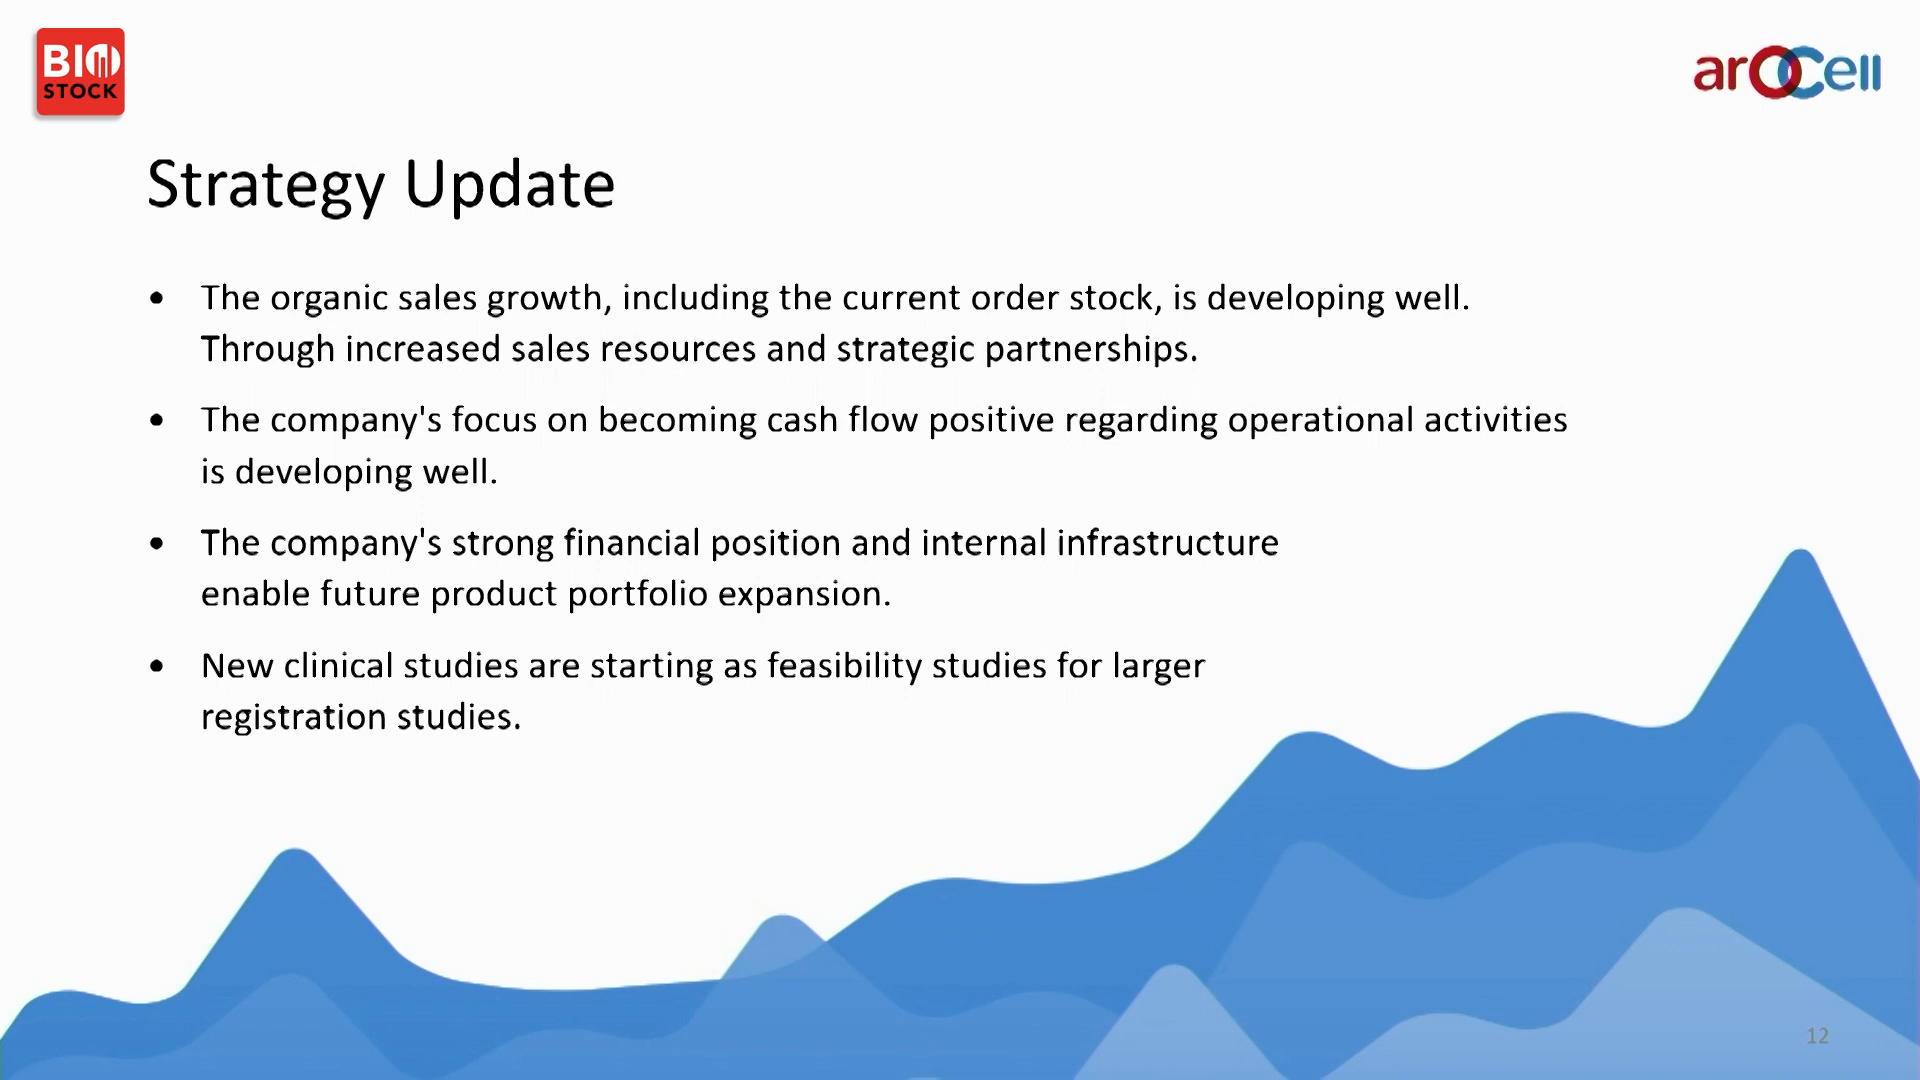 BIO
STOCK
arOCell
Strategy Update
• The organic sales growth, including the current order stock, is developing well.
Through increased sales resources and strategic partnerships.
• The company's focus on becoming cash flow positive regarding operational activities
is developing well.
• The company's strong financial position and internal infrastructure
enable future product portfolio expansion.
• New clinical studies are starting as feasibility studies for larger
registration studies.
12